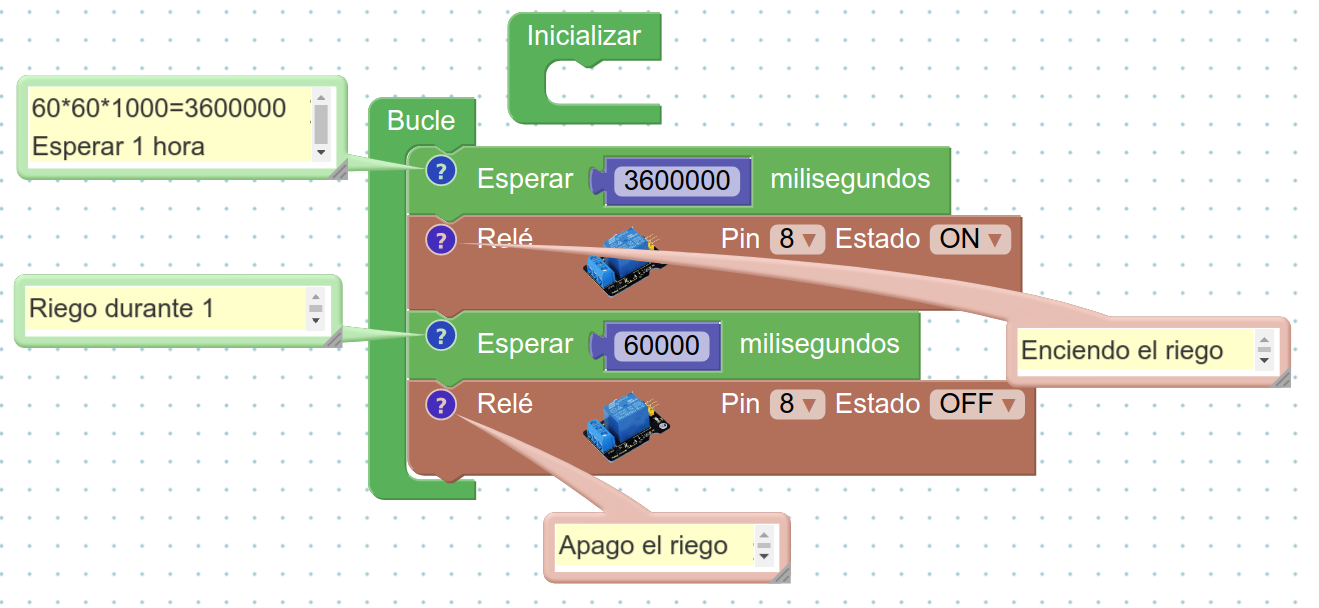 Inicializar
60*60*1000=3600000
Esperar 1 hora
Bucle
? Esperar 3600000 milisegundos
? Relé Pin 8 Estado ON
Riego durante 1
? Esperar 60000 milisegundos
Enciendo el riego
? Relé Pin 8 Estado OFF
Apago el riego